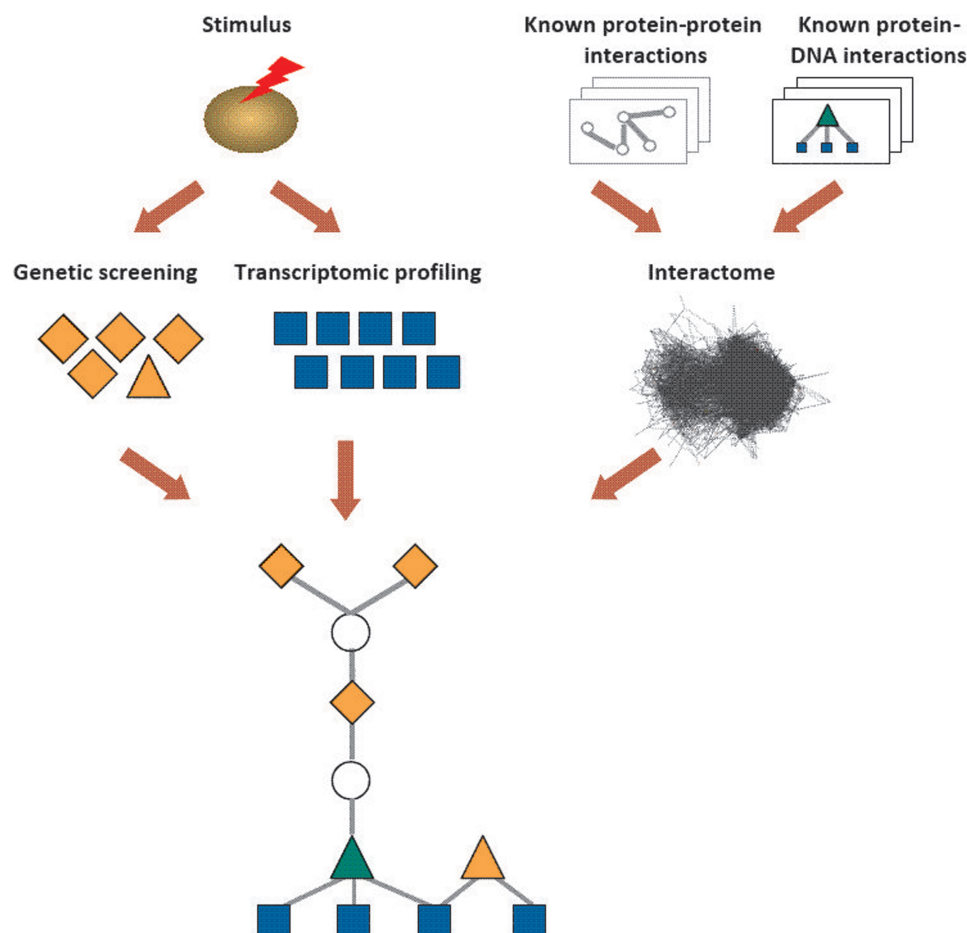 Stimulus
Known protein-protein
interactions
Known protein-
DNA interactions
Genetic screening
Transcriptomic profiling
Interactome